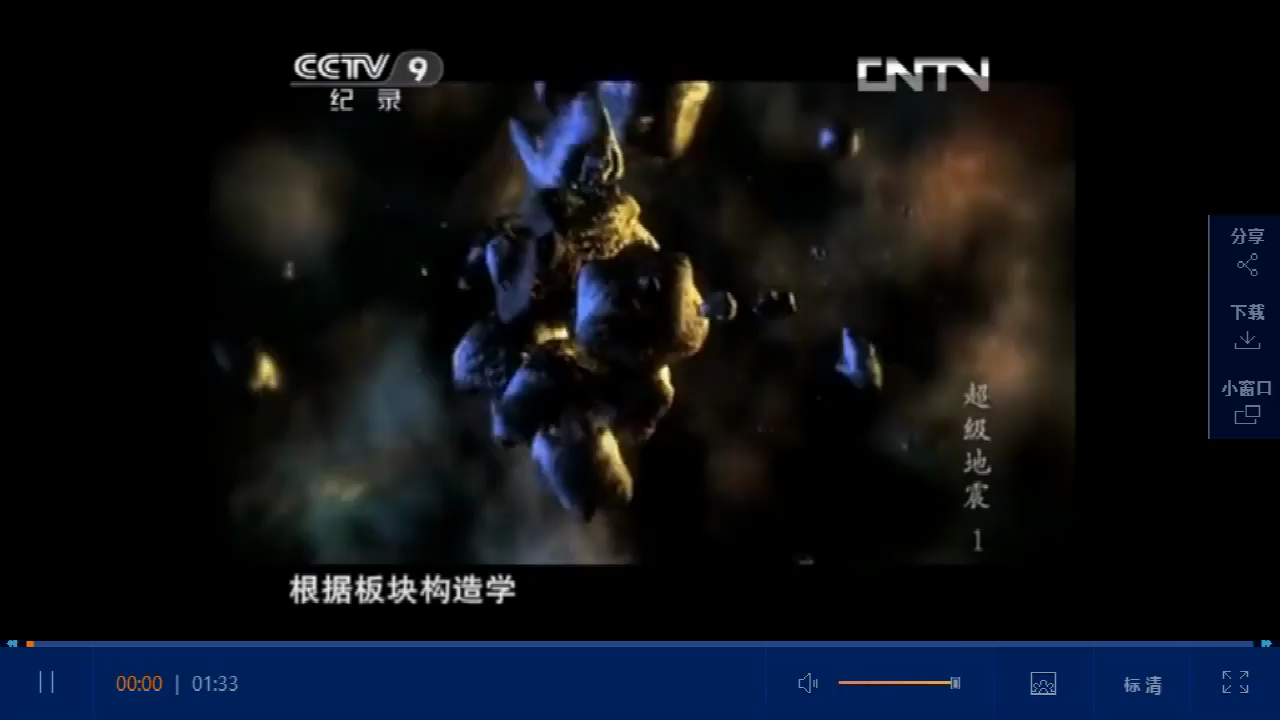 CCTV 9
纪 录
CNTV
分享
下载
小窗口
超级地震 1
根据板块构造学
00:00 | 01:33
标清